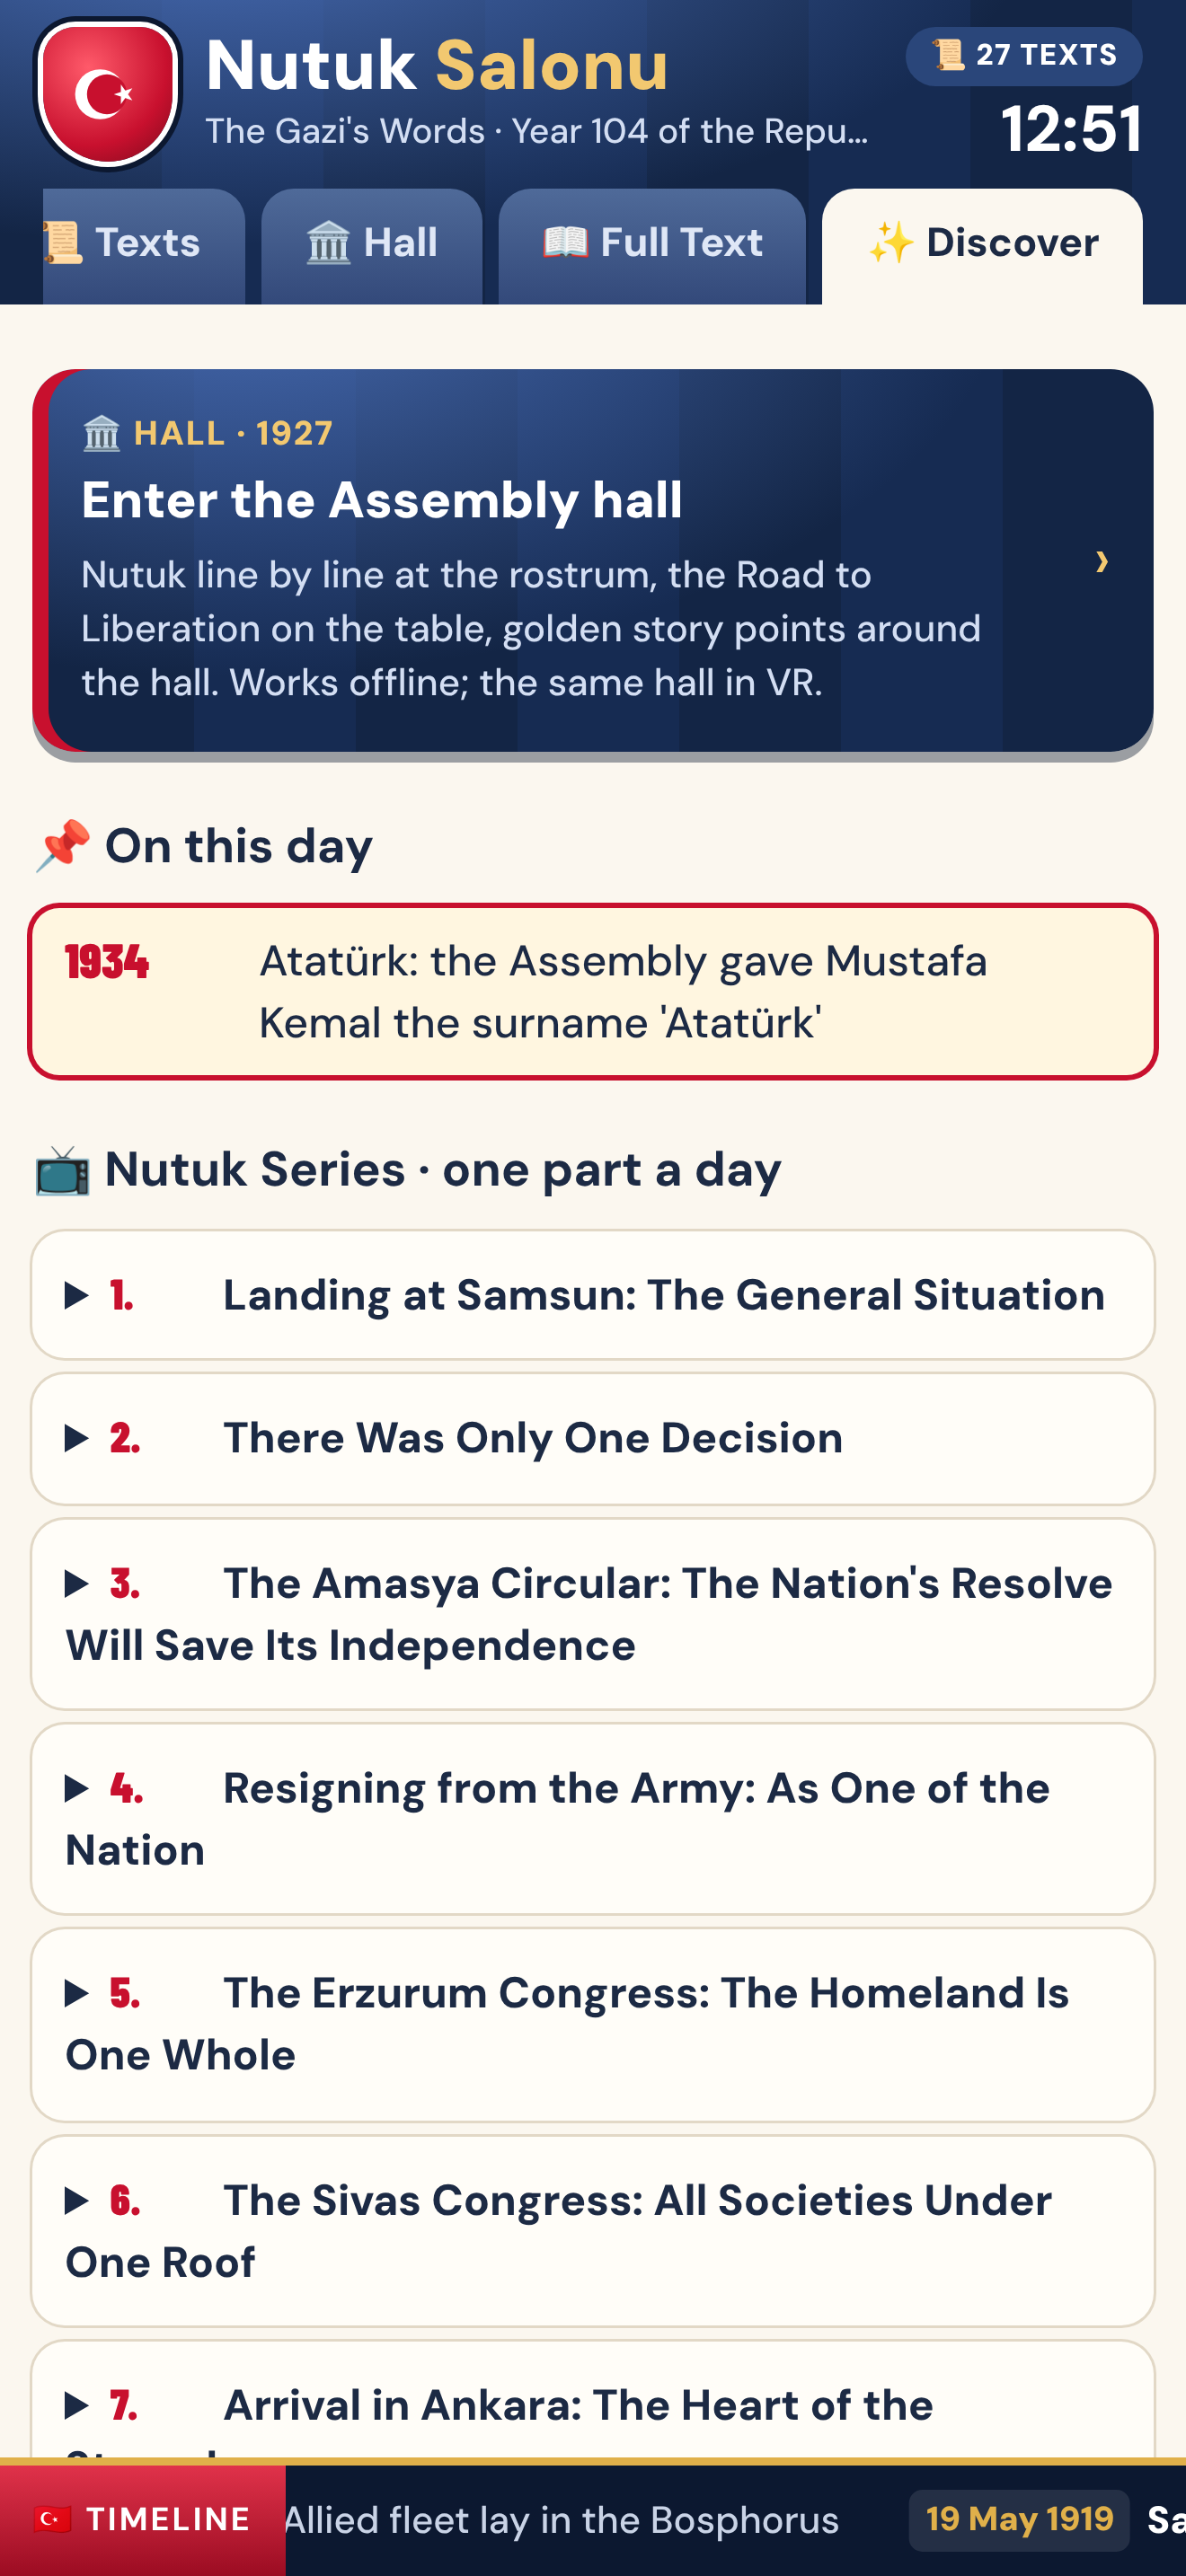 Nutuk Salonu
The Gazi's Words · Year 104 of the Repu...
📜 27 TEXTS
12:51
📜 Texts
🏛️ Hall
📖 Full Text
✨ Discover
🏛️ HALL · 1927
Enter the Assembly hall
Nutuk line by line at the rostrum, the Road to
Liberation on the table, golden story points around
the hall. Works offline; the same hall in VR.
›
📌 On this day
1934
Atatürk: the Assembly gave Mustafa
Kemal the surname 'Atatürk'
📺 Nutuk Series · one part a day
▶ 1. Landing at Samsun: The General Situation
▶ 2. There Was Only One Decision
▶ 3. The Amasya Circular: The Nation's Resolve
Will Save Its Independence
▶ 4. Resigning from the Army: As One of the
Nation
▶ 5. The Erzurum Congress: The Homeland Is
One Whole
▶ 6. The Sivas Congress: All Societies Under
One Roof
▶ 7. Arrival in Ankara: The Heart of the
🇹🇷 TIMELINE
Allied fleet lay in the Bosphorus
19 May 1919